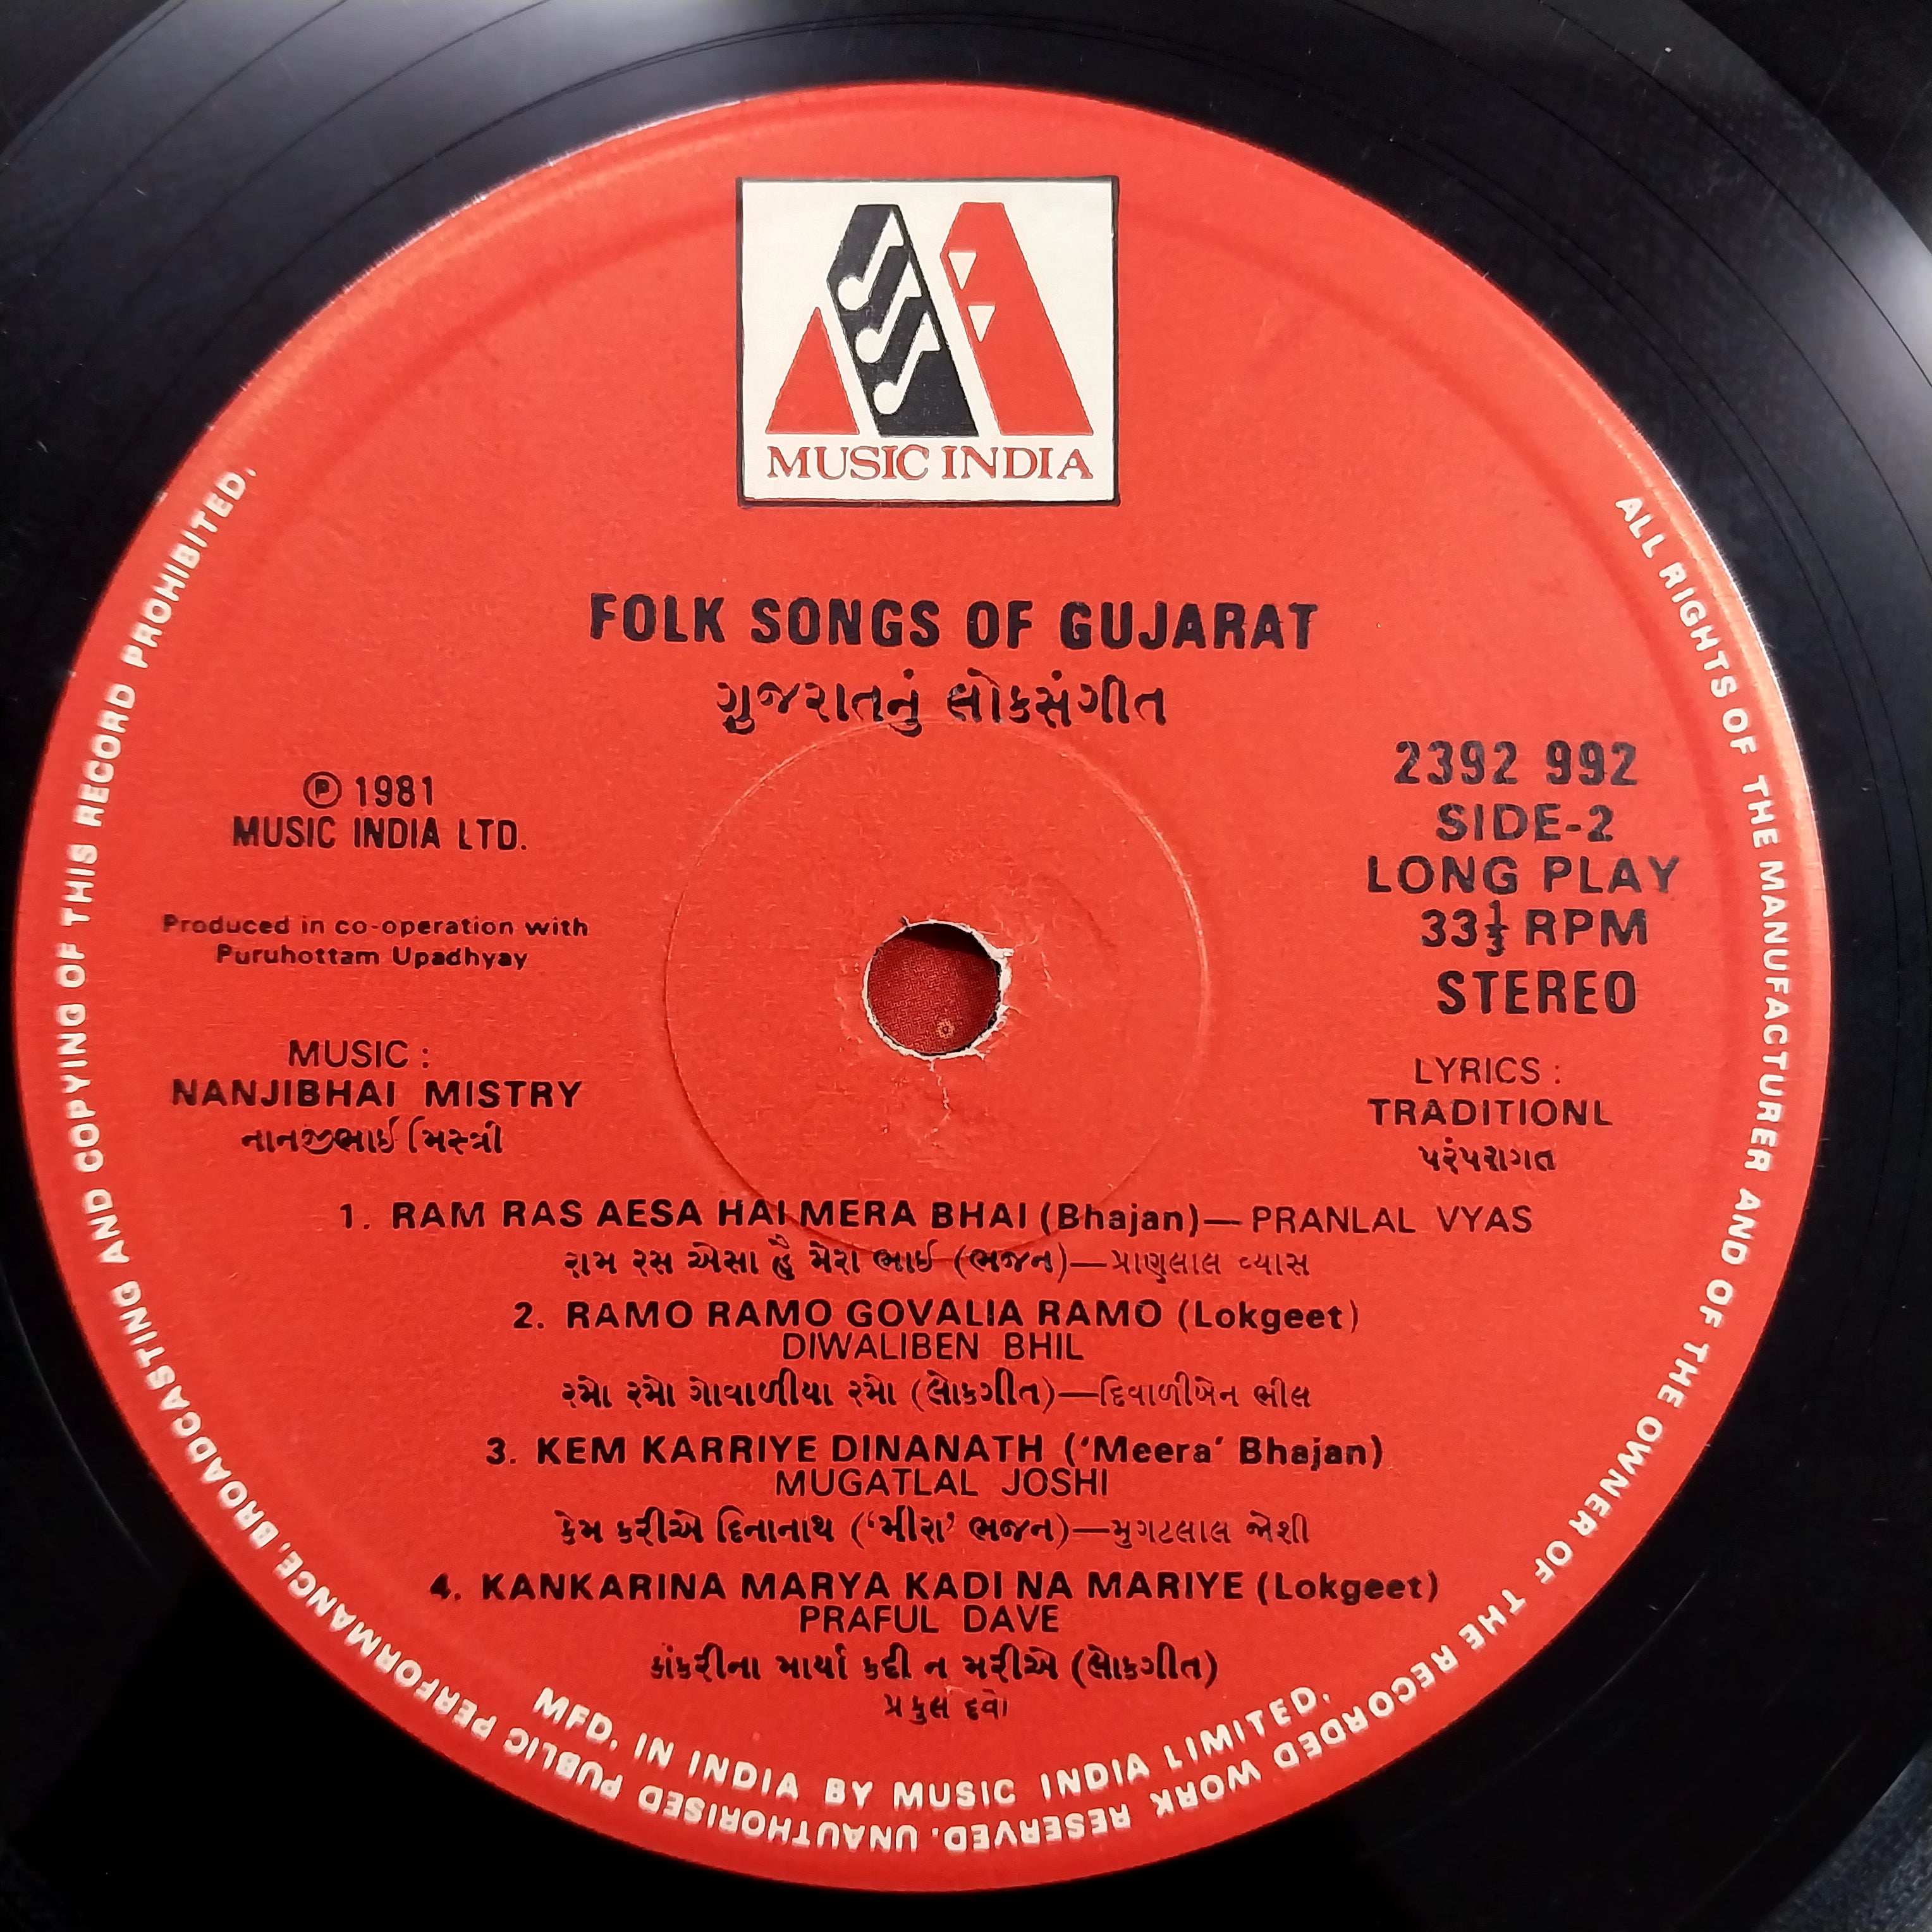 MUSIC INDIA
FOLK SONGS OF GUJARAT
ગુજરાતનું લોકસંગીત
℗ 1981
MUSIC INDIA LTD.
Produced in co-operation with
Puruhottam Upadhyay
MUSIC :
NANJIBHAI MISTRY
નાનજીભાઈ મિસ્ત્રી
2392 992
SIDE-2
LONG PLAY
33⅓ RPM
STEREO
LYRICS :
TRADITIONL
પરંપરાગત
1. RAM RAS AESA HAI MERA BHAI (Bhajan)—PRANLAL VYAS
રામ રસ એસા હૈ મેરા ભાઈ (ભજન)—પ્રાણલાલ વ્યાસ
2. RAMO RAMO GOVALIA RAMO (Lokgeet)
DIWALIBEN BHIL
રમો રમો ગોવાળીયા રમો (લોકગીત)—દિવાળીબેન ભીલ
3. KEM KARRIYE DINANATH ('Meera' Bhajan)
MUGATLAL JOSHI
કેમ કરીએ દિનાનાથ ('મીરા' ભજન)—મુગટલાલ જોશી
4. KANKARINA MARYA KADI NA MARIYE (Lokgeet)
PRAFUL DAVE
કાંકરીના માર્યા કદી ન મરીએ (લોકગીત)
પ્રફુલ દવે
MFD. IN INDIA BY MUSIC INDIA LIMITED.
ALL RIGHTS OF THE MANUFACTURER AND OF THE OWNER OF THE RECORDED WORK RESERVED. UNAUTHORISED PUBLIC PERFORMANCE, BROADCASTING AND COPYING OF THIS RECORD PROHIBITED.